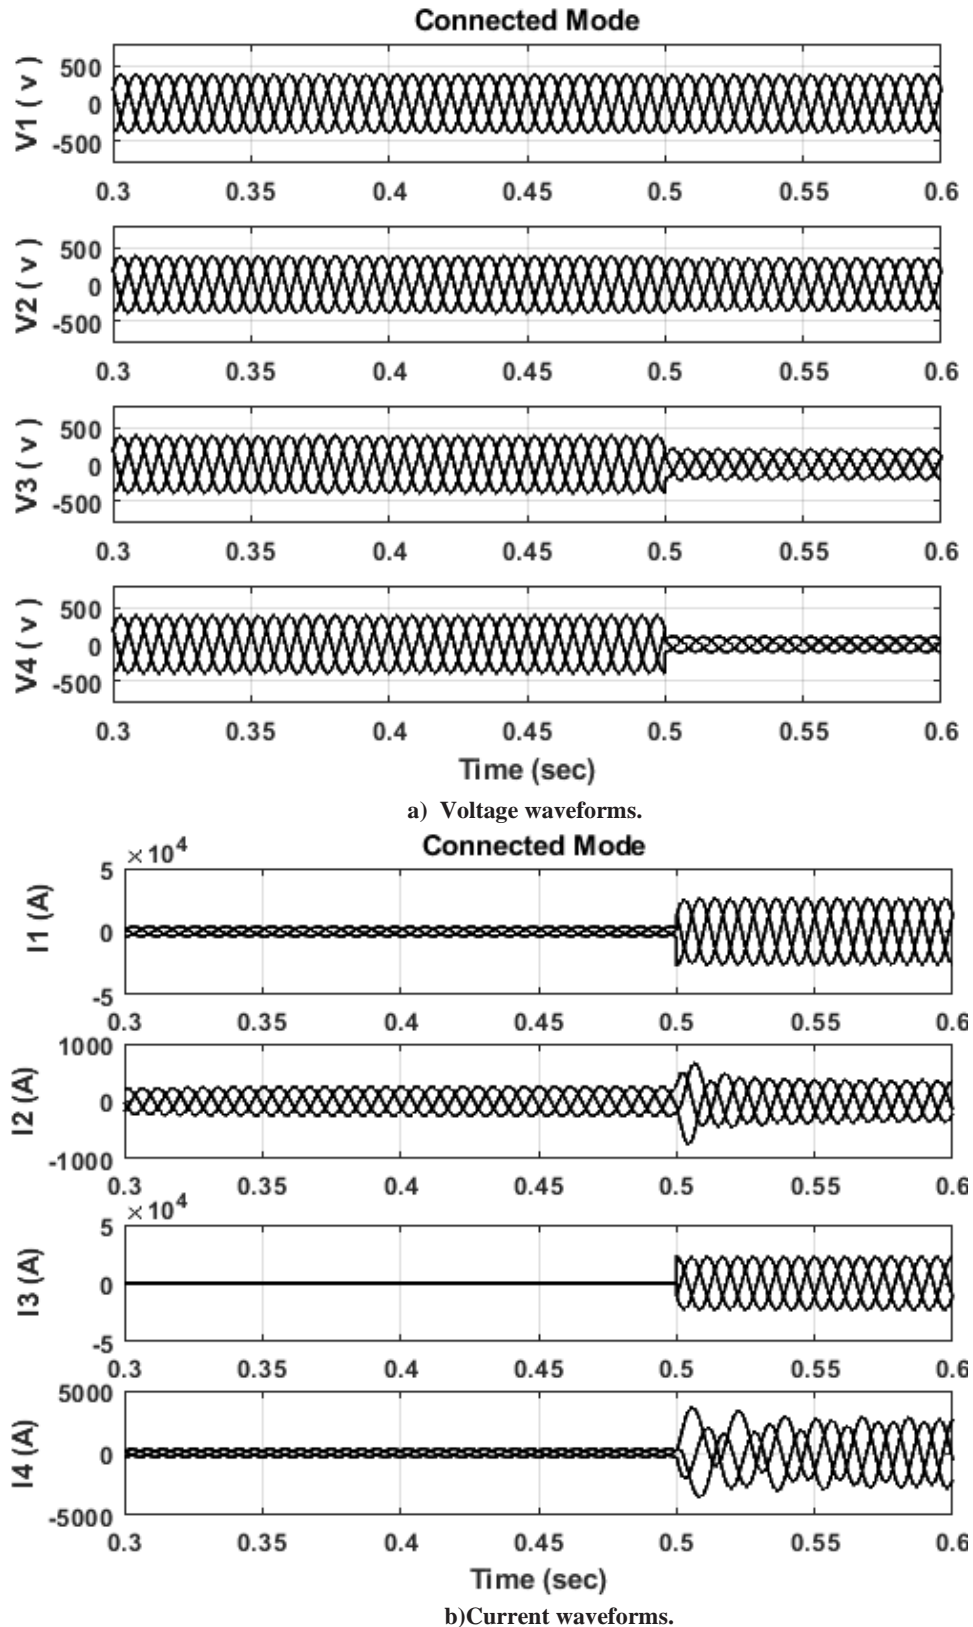 Connected Mode
V1 ( v )
500
0
-500
0.3 0.35 0.4 0.45 0.5 0.55 0.6
V2 ( v )
500
0
-500
0.3 0.35 0.4 0.45 0.5 0.55 0.6
V3 ( v )
500
0
-500
0.3 0.35 0.4 0.45 0.5 0.55 0.6
V4 ( v )
500
0
-500
0.3 0.35 0.4 0.45 0.5 0.55 0.6
Time (sec)
a) Voltage waveforms.
Connected Mode
×10^4
I1 (A)
5
0
-5
0.3 0.35 0.4 0.45 0.5 0.55 0.6
I2 (A)
1000
0
-1000
0.3 0.35 0.4 0.45 0.5 0.55 0.6
×10^4
I3 (A)
5
0
-5
0.3 0.35 0.4 0.45 0.5 0.55 0.6
I4 (A)
5000
0
-5000
0.3 0.35 0.4 0.45 0.5 0.55 0.6
Time (sec)
b)Current waveforms.